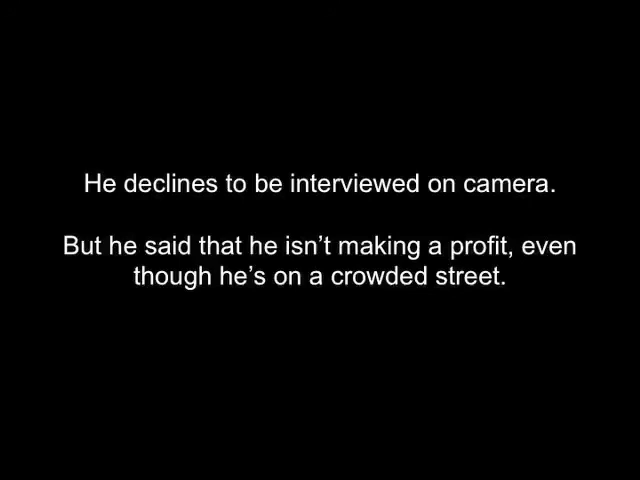 He declines to be interviewed on camera.
But he said that he isn’t making a profit, even
though he’s on a crowded street.